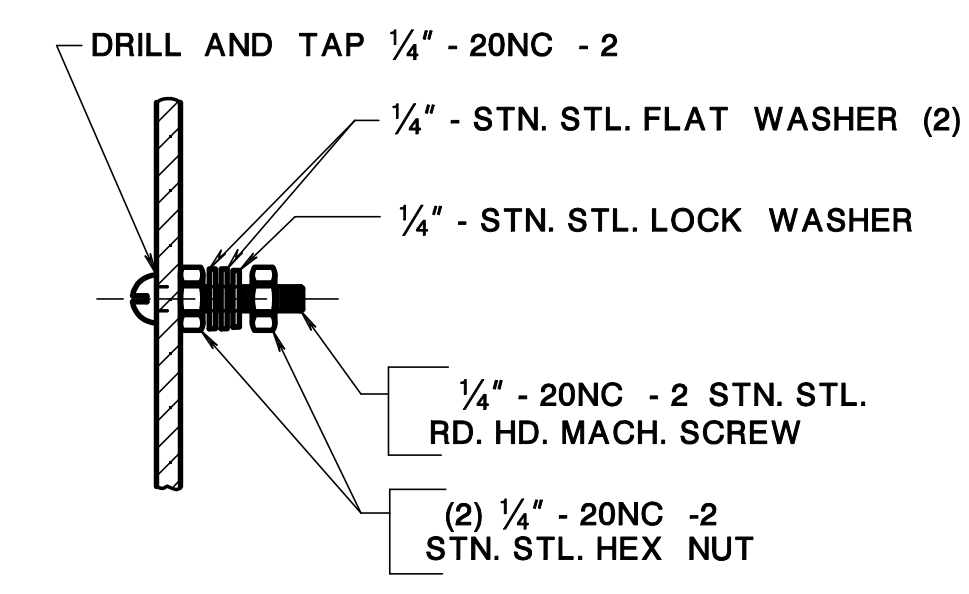 DRILL AND TAP ¼" - 20NC - 2
¼" - STN. STL. FLAT WASHER (2)
¼" - STN. STL. LOCK WASHER
¼" - 20NC - 2 STN. STL.
RD. HD. MACH. SCREW
(2) ¼" - 20NC -2
STN. STL. HEX NUT